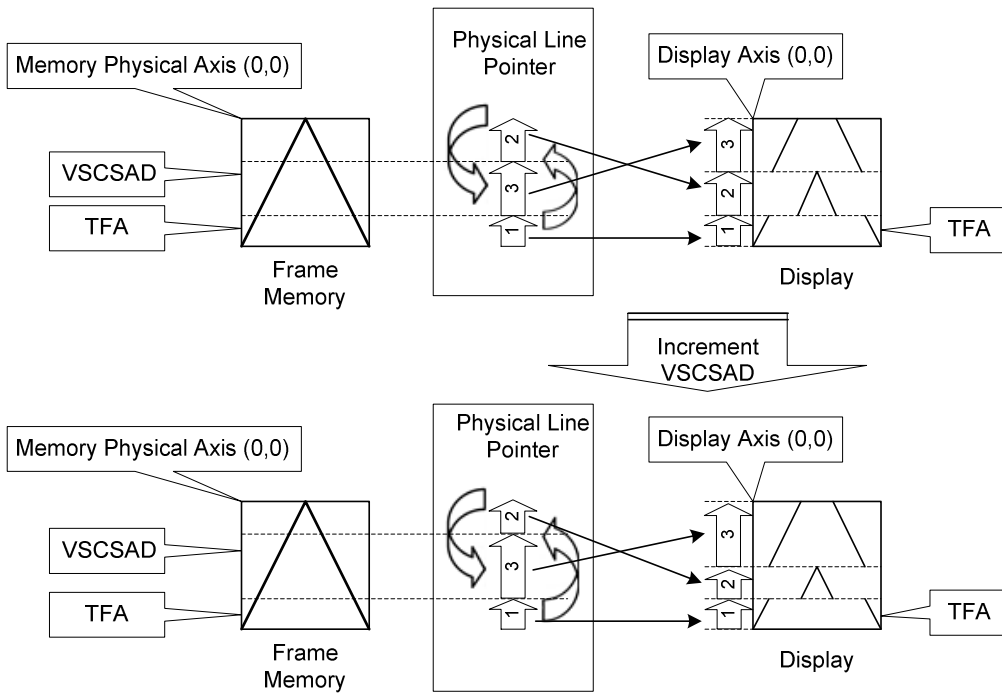 Memory Physical Axis (0,0)
Physical Line
Pointer
Display Axis (0,0)
VSCSAD
TFA
2
3
1
3
2
1
TFA
Frame
Memory
Display
Increment
VSCSAD
Memory Physical Axis (0,0)
Physical Line
Pointer
Display Axis (0,0)
VSCSAD
TFA
2
3
1
3
2
1
TFA
Frame
Memory
Display